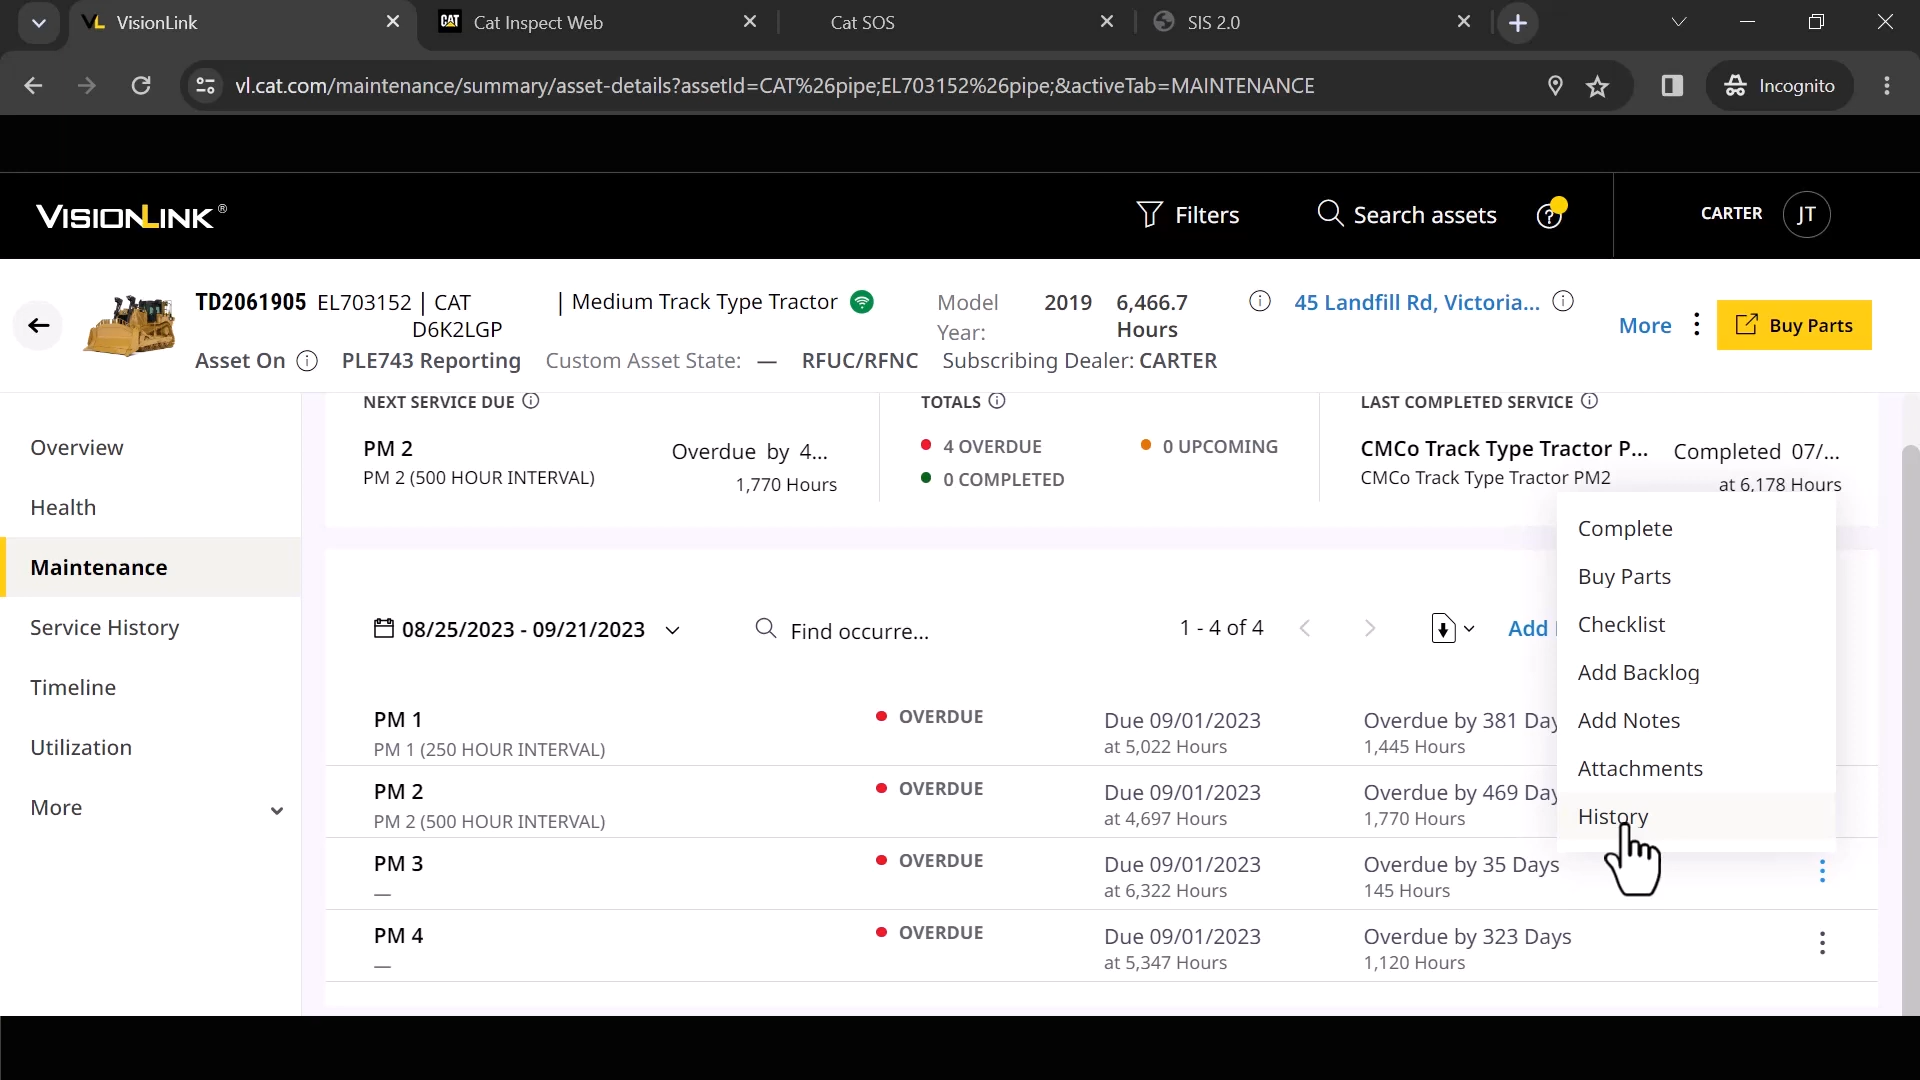 VisionLink
Cat Inspect Web
Cat SOS
SIS 2.0
vl.cat.com/maintenance/summary/asset-details?assetId=CAT%26pipe;EL703152%26pipe;&activeTab=MAINTENANCE
Incognito
VISIONLINK®
Filters
Search assets
CARTER
JT
TD2061905 EL703152 | CAT D6K2LGP | Medium Track Type Tractor
Model Year: 2019
6,466.7 Hours
45 Landfill Rd, Victoria...
More
Buy Parts
Asset On
PLE743 Reporting
Custom Asset State: —
RFUC/RFNC
Subscribing Dealer: CARTER
Overview
Health
Maintenance
Service History
Timeline
Utilization
More
NEXT SERVICE DUE
PM 2
PM 2 (500 HOUR INTERVAL)
Overdue by 4...
1,770 Hours
TOTALS
4 OVERDUE
0 UPCOMING
0 COMPLETED
LAST COMPLETED SERVICE
CMCo Track Type Tractor P...
CMCo Track Type Tractor PM2
Completed 07/...
at 6,178 Hours
08/25/2023 - 09/21/2023
Find occurre...
1 - 4 of 4
Add
Complete
Buy Parts
Checklist
Add Backlog
Add Notes
Attachments
History
PM 1
PM 1 (250 HOUR INTERVAL)
OVERDUE
Due 09/01/2023
at 5,022 Hours
Overdue by 381 Day
1,445 Hours
PM 2
PM 2 (500 HOUR INTERVAL)
OVERDUE
Due 09/01/2023
at 4,697 Hours
Overdue by 469 Day
1,770 Hours
PM 3
—
OVERDUE
Due 09/01/2023
at 6,322 Hours
Overdue by 35 Days
145 Hours
PM 4
—
OVERDUE
Due 09/01/2023
at 5,347 Hours
Overdue by 323 Days
1,120 Hours